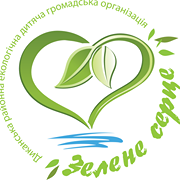 Диканська районна екологічна дитяча громадська організація
"Зелене серце"